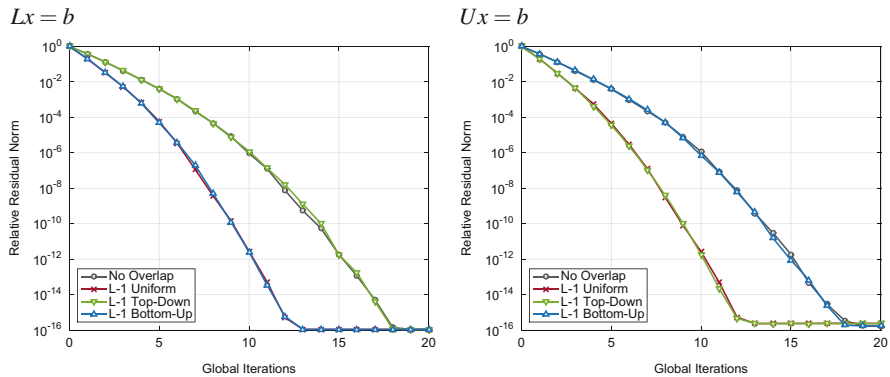 Lx = b
Ux = b
10^0
10^-2
10^-4
10^-6
10^-8
10^-10
10^-12
10^-14
10^-16
Relative Residual Norm
No Overlap
L-1 Uniform
L-1 Top-Down
L-1 Bottom-Up
0 5 10 15 20
Global Iterations
10^0
10^-2
10^-4
10^-6
10^-8
10^-10
10^-12
10^-14
10^-16
Relative Residual Norm
No Overlap
L-1 Uniform
L-1 Top-Down
L-1 Bottom-Up
0 5 10 15 20
Global Iterations